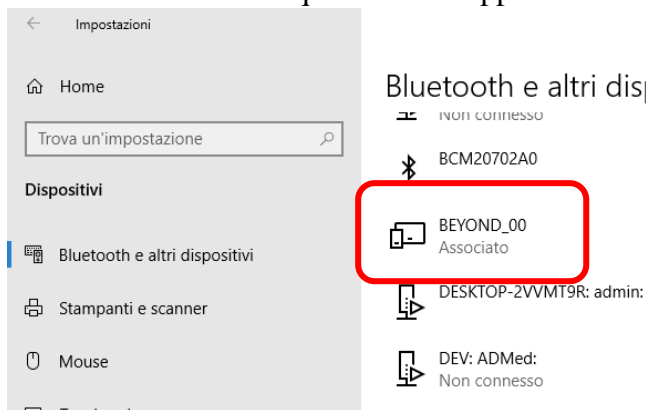 Impostazioni
Home
Trova un'impostazione
Dispositivi
Bluetooth e altri dispositivi
Stampanti e scanner
Mouse
Bluetooth e altri
Non connesso
BCM20702A0
BEYOND_00
Associato
DESKTOP-2VVMT9R: admin:
DEV: ADMed:
Non connesso